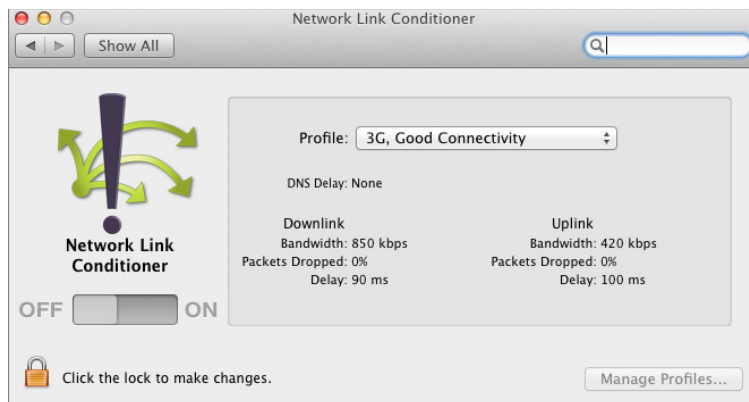 Network Link Conditioner
Show All
Profile: 3G, Good Connectivity
DNS Delay: None
Downlink Uplink
Bandwidth: 850 kbps Bandwidth: 420 kbps
Packets Dropped: 0% Packets Dropped: 0%
Delay: 90 ms Delay: 100 ms
Network Link
Conditioner
OFF ON
Click the lock to make changes.
Manage Profiles...